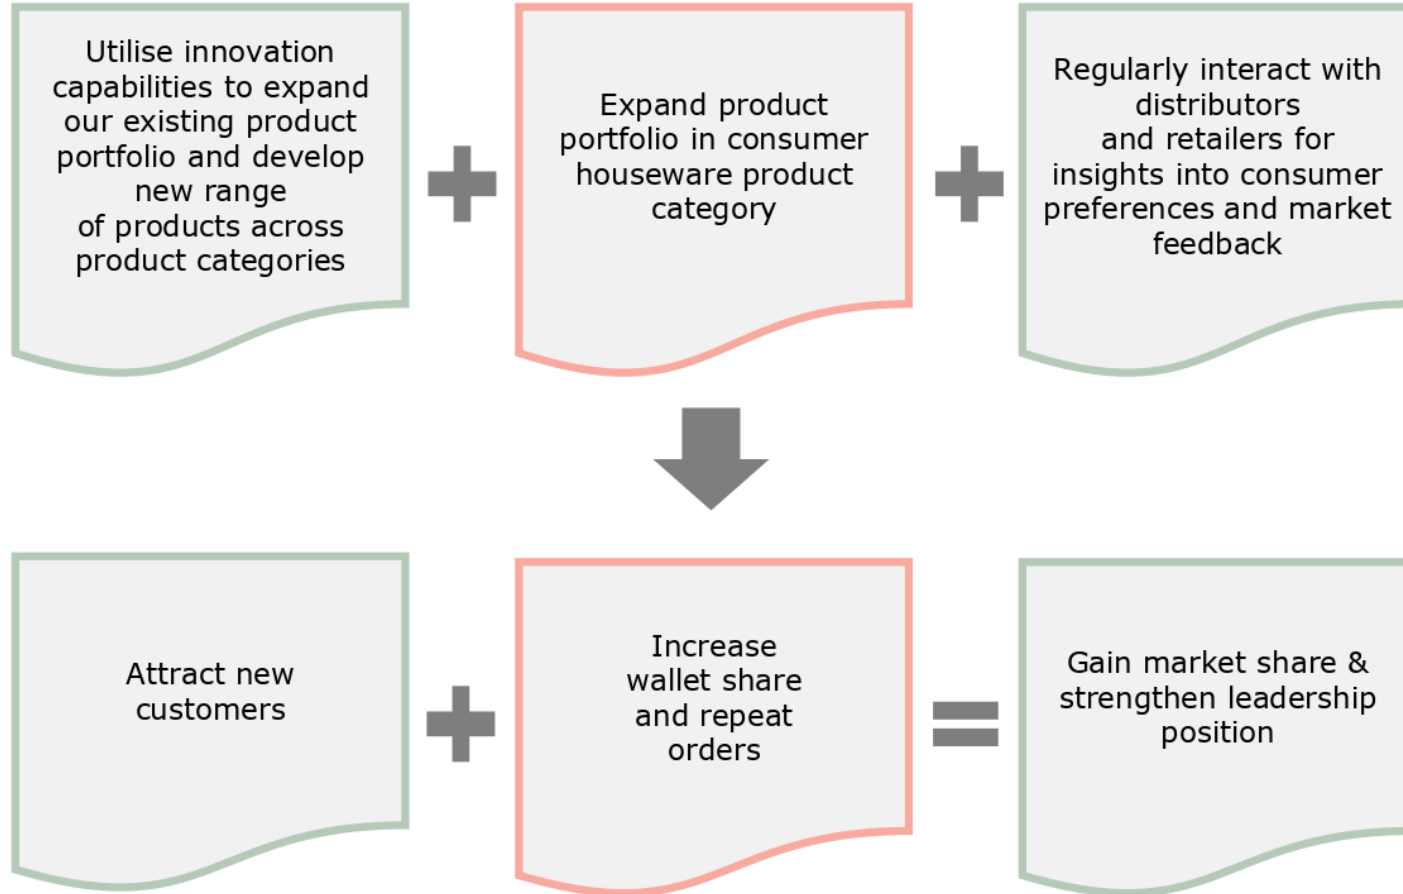 Utilise innovation
capabilities to expand
our existing product
portfolio and develop
new range
of products across
product categories
Expand product
portfolio in consumer
houseware product
category
Regularly interact with
distributors
and retailers for
insights into consumer
preferences and market
feedback
Attract new
customers
Increase
wallet share
and repeat
orders
Gain market share &
strengthen leadership
position